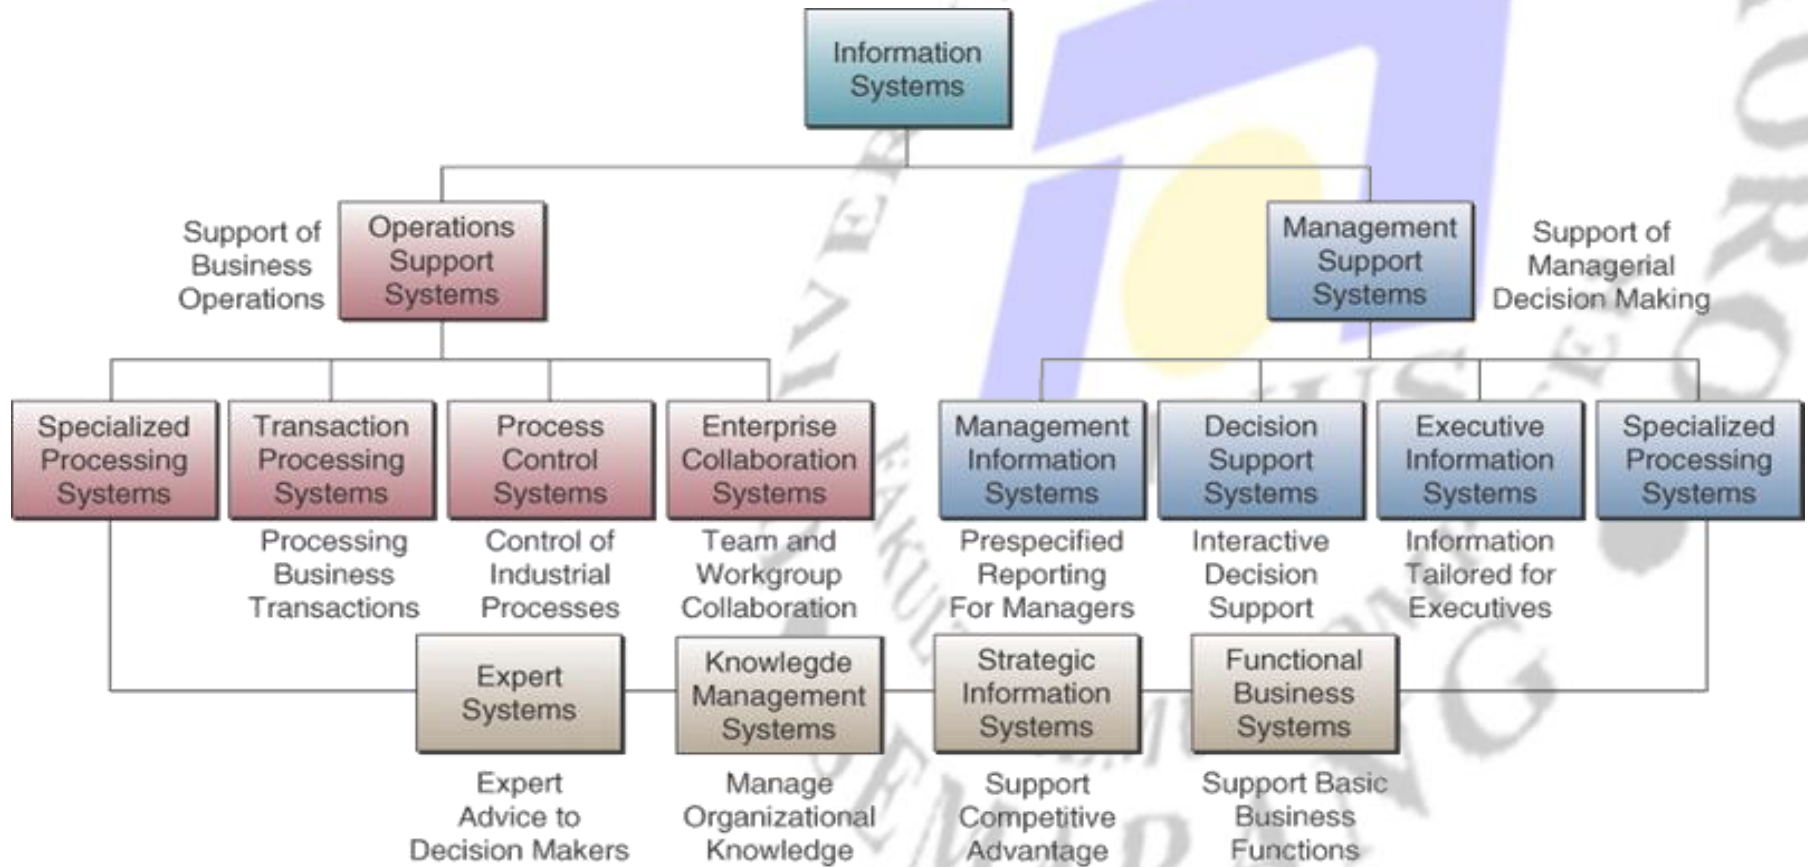 Information
Systems
Support of
Business
Operations
Operations
Support
Systems
Management
Support
Systems
Support of
Managerial
Decision Making
Specialized
Processing
Systems
Transaction
Processing
Systems
Process
Control
Systems
Enterprise
Collaboration
Systems
Management
Information
Systems
Decision
Support
Systems
Executive
Information
Systems
Specialized
Processing
Systems
Processing
Business
Transactions
Control of
Industrial
Processes
Team and
Workgroup
Collaboration
Prespecified
Reporting
For Managers
Interactive
Decision
Support
Information
Tailored for
Executives
Expert
Systems
Knowlegde
Management
Systems
Strategic
Information
Systems
Functional
Business
Systems
Expert
Advice to
Decision Makers
Manage
Organizational
Knowledge
Support
Competitive
Advantage
Support Basic
Business
Functions